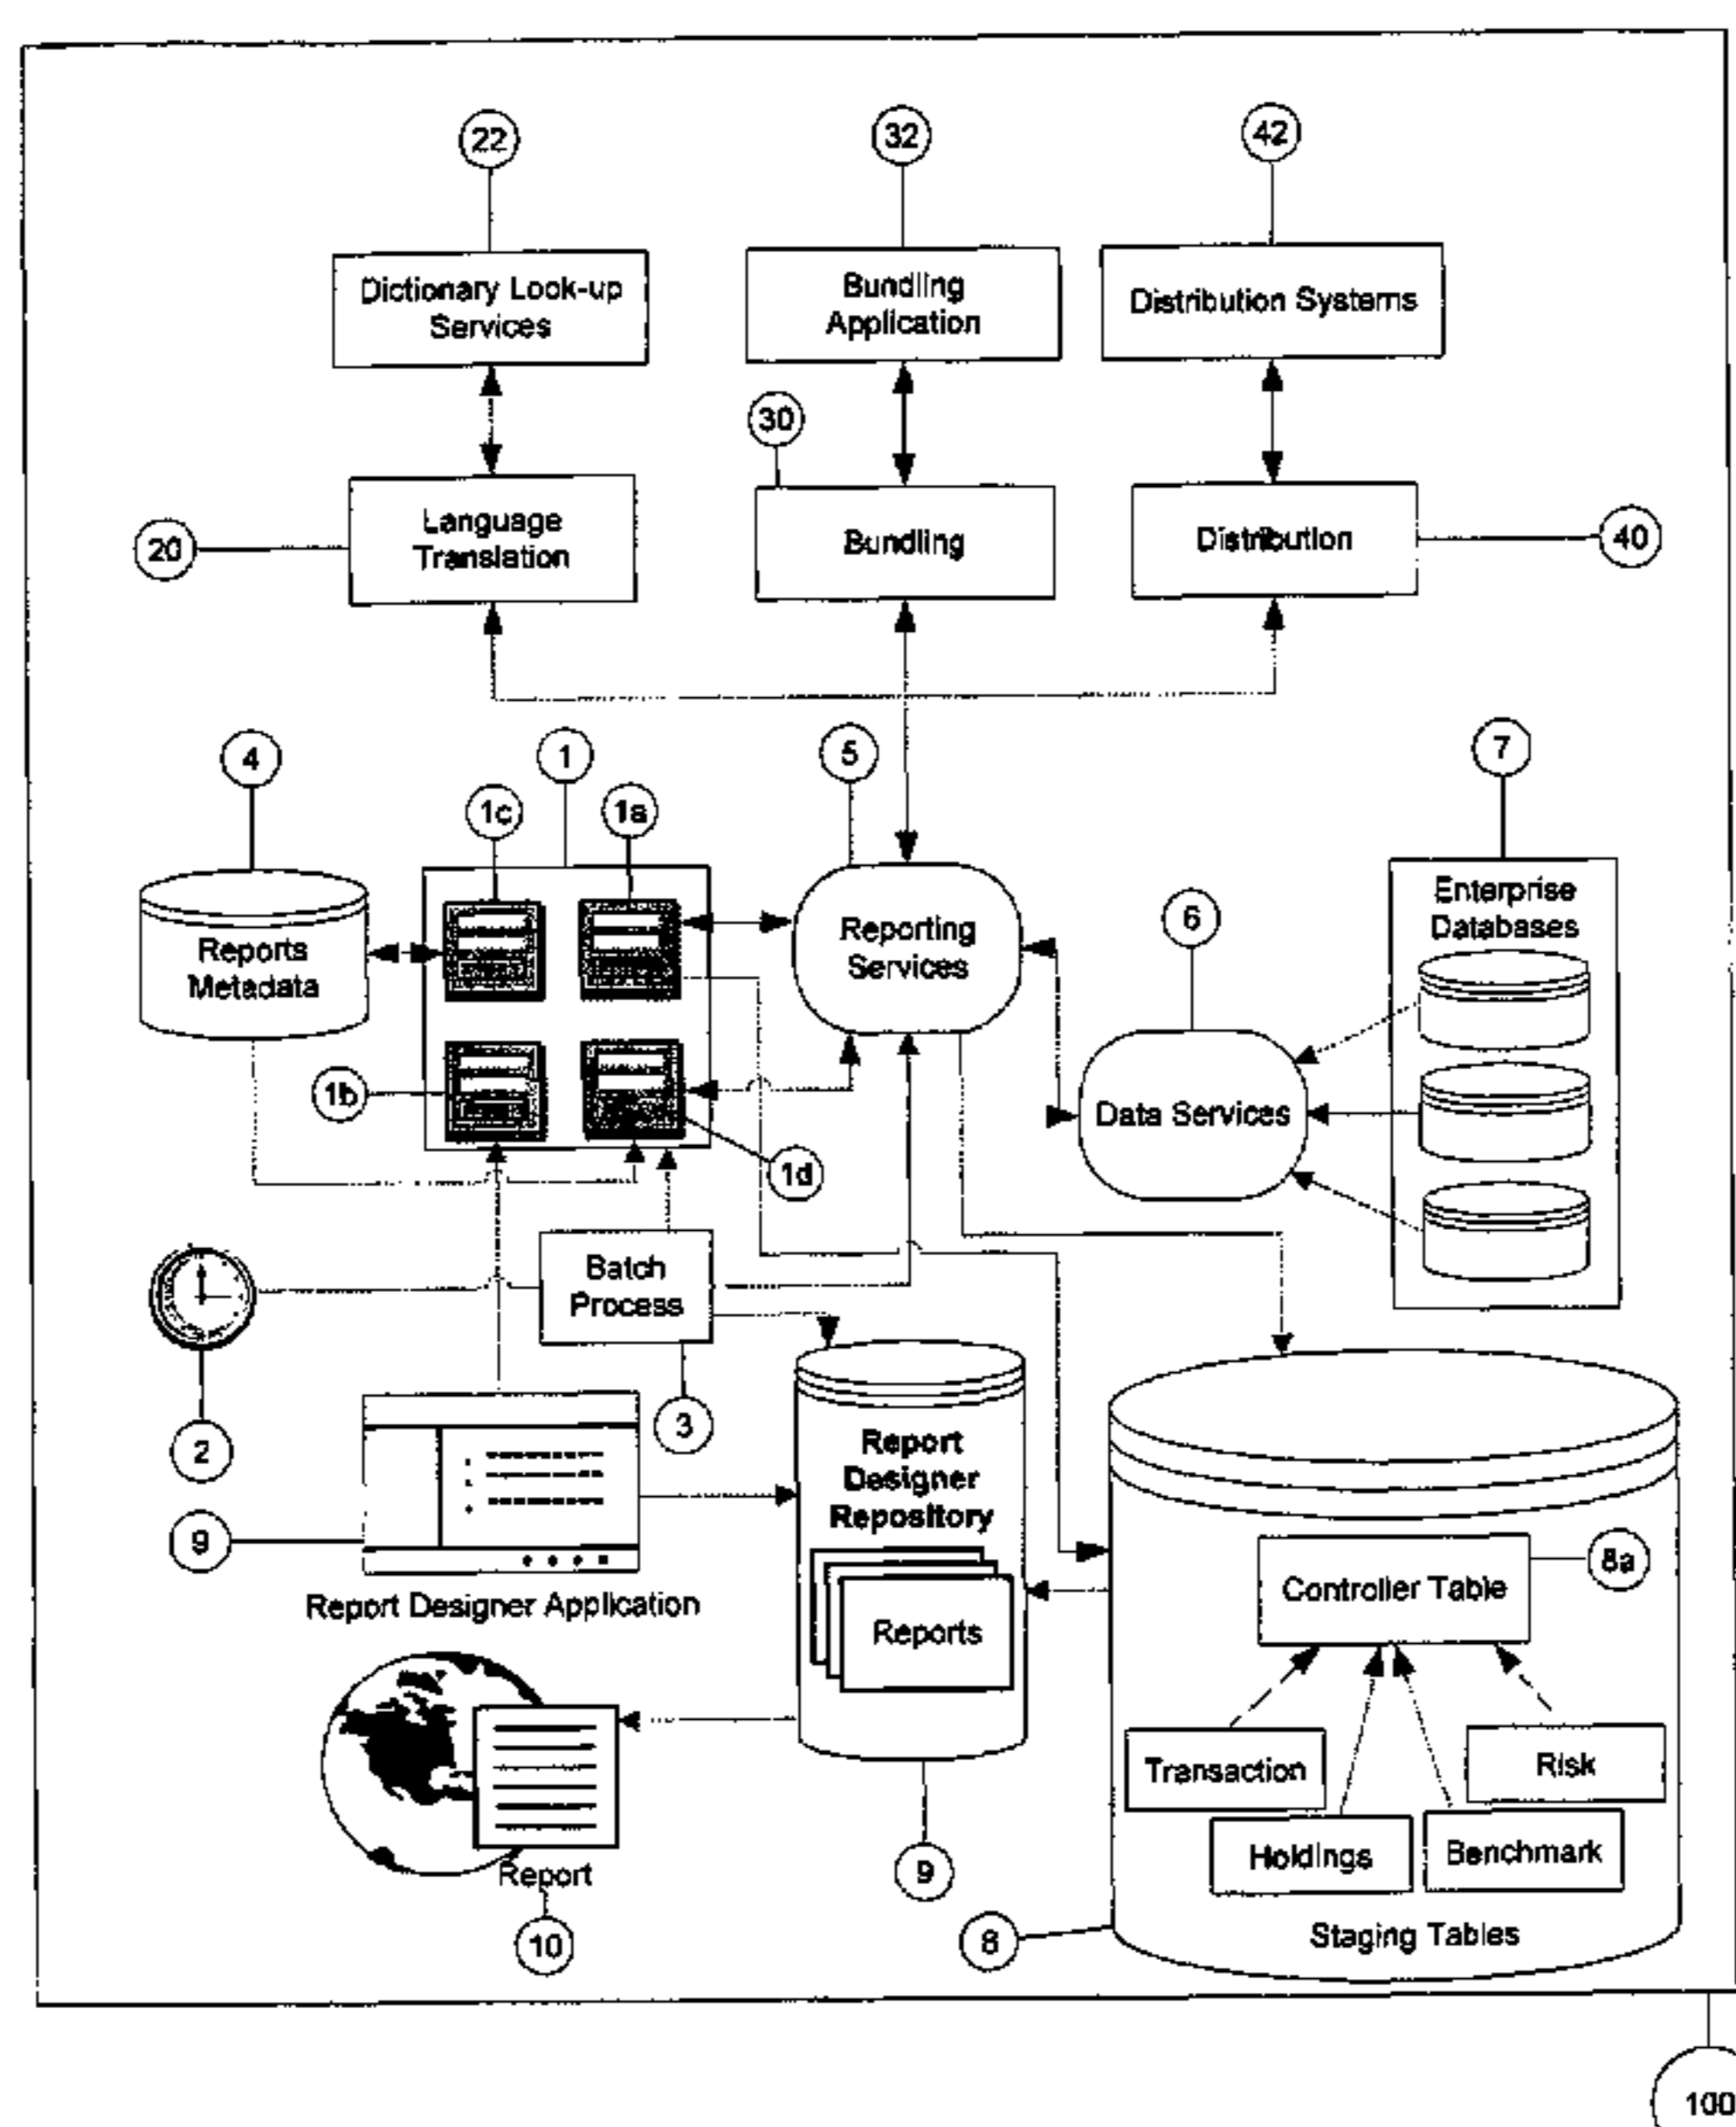 22
32
42
Dictionary Look-up
Services
Bundling
Application
Distribution Systems
30
20
Language
Translation
Bundling
Distribution
40
4
1
5
7
1c
1a
Reports
Metadata
Reporting
Services
6
Enterprise
Databases
1b
1d
Data Services
Batch
Process
2
3
9
Report Designer Application
Report
Designer
Repository
Reports
Controller Table
8a
Transaction
Risk
Holdings
Benchmark
Staging Tables
Report
10
9
8
100